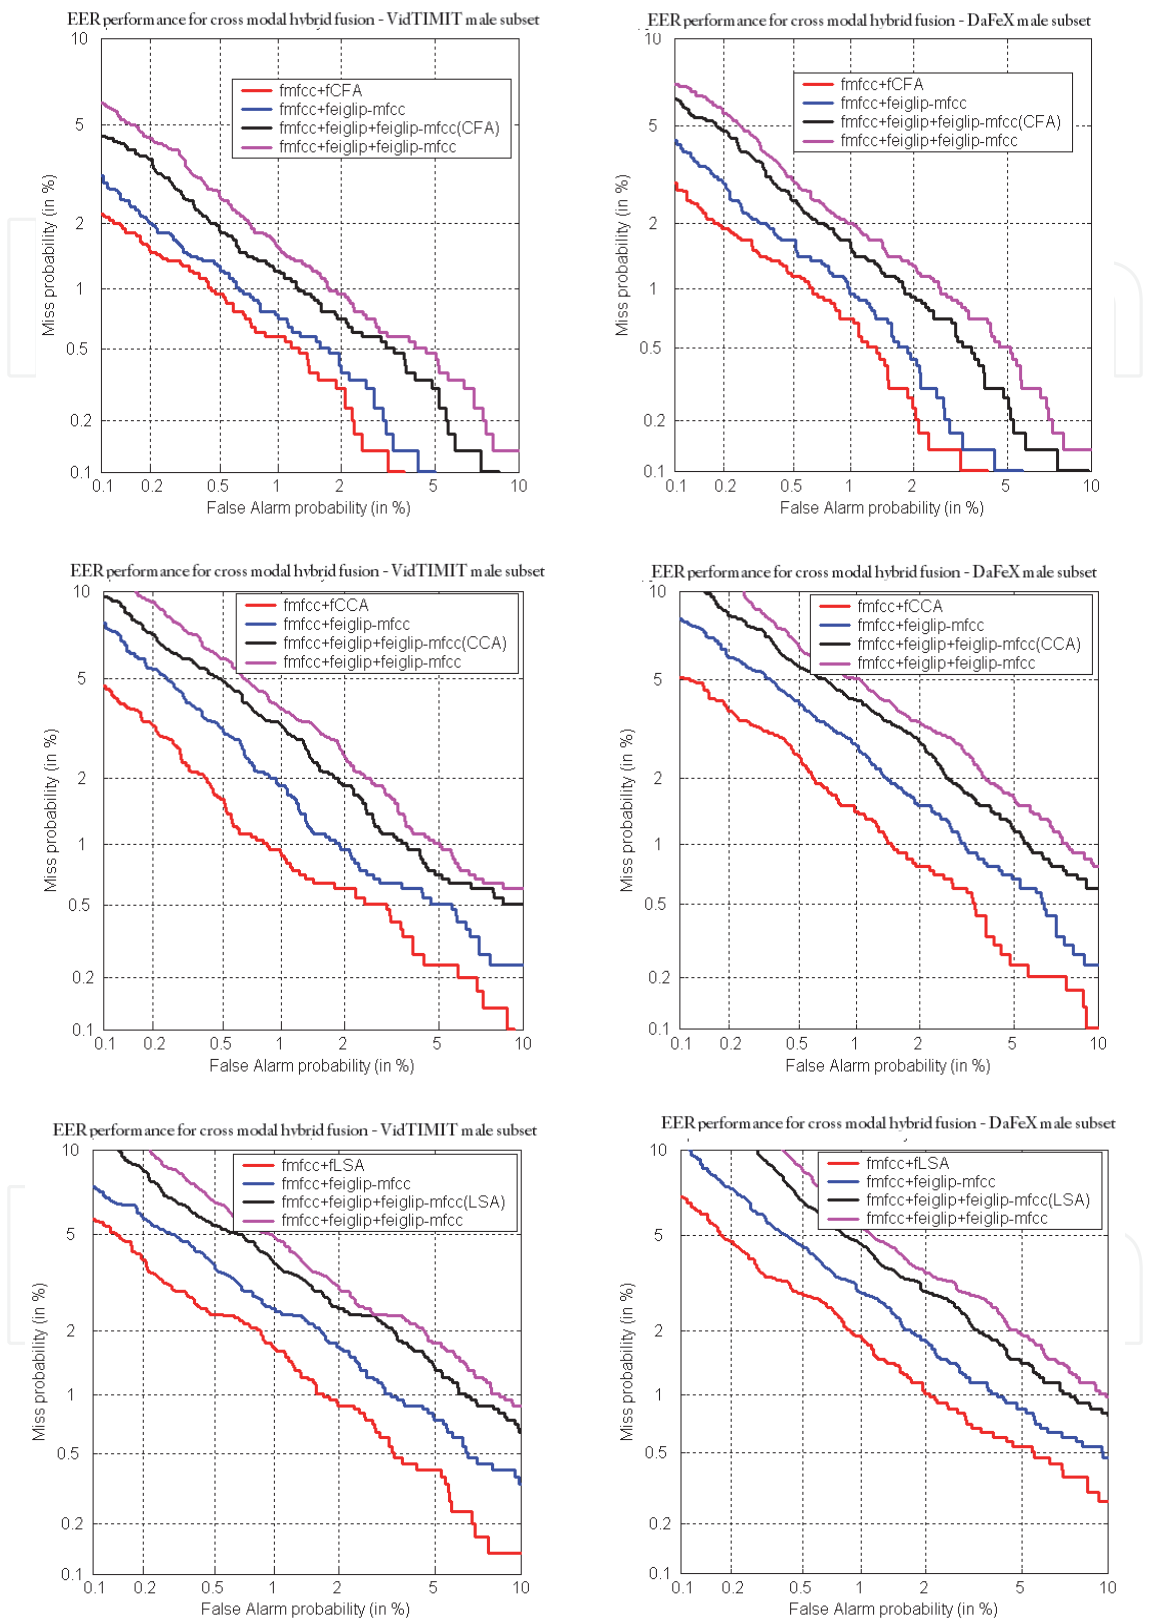 EER performance for cross modal hybrid fusion - VidTIMIT male subset
10
5
2
1
0.5
0.2
0.1
Miss probability (in %)
fmfcc+fCFA
fmfcc+feiglip-mfcc
fmfcc+feiglip+feiglip-mfcc(CFA)
fmfcc+feiglip+feiglip-mfcc
0.1 0.2 0.5 1 2 5 10
False Alarm probability (in %)
EER performance for cross modal hybrid fusion - DaFeX male subset
10
5
2
1
0.5
0.2
0.1
Miss probability (in %)
fmfcc+fCFA
fmfcc+feiglip-mfcc
fmfcc+feiglip+feiglip-mfcc(CFA)
fmfcc+feiglip+feiglip-mfcc
0.1 0.2 0.5 1 2 5 10
False Alarm probability (in %)
EER performance for cross modal hybrid fusion - VidTIMIT male subset
10
5
2
1
0.5
0.2
0.1
Miss probability (in %)
fmfcc+fCCA
fmfcc+feiglip-mfcc
fmfcc+feiglip+feiglip-mfcc(CCA)
fmfcc+feiglip+feiglip-mfcc
0.1 0.2 0.5 1 2 5 10
False Alarm probability (in %)
EER performance for cross modal hybrid fusion - DaFeX male subset
10
5
2
1
0.5
0.2
0.1
Miss probability (in %)
fmfcc+fCCA
fmfcc+feiglip-mfcc
fmfcc+feiglip+feiglip-mfcc(CCA)
fmfcc+feiglip+feiglip-mfcc
0.1 0.2 0.5 1 2 5 10
False Alarm probability (in %)
EER performance for cross modal hybrid fusion - VidTIMIT male subset
10
5
2
1
0.5
0.2
0.1
Miss probability (in %)
fmfcc+fLSA
fmfcc+feiglip-mfcc
fmfcc+feiglip+feiglip-mfcc(LSA)
fmfcc+feiglip+feiglip-mfcc
0.1 0.2 0.5 1 2 5 10
False Alarm probability (in %)
EER performance for cross modal hybrid fusion - DaFeX male subset
10
5
2
1
0.5
0.2
0.1
Miss probability (in %)
fmfcc+fLSA
fmfcc+feiglip-mfcc
fmfcc+feiglip+feiglip-mfcc(LSA)
fmfcc+feiglip+feiglip-mfcc
0.1 0.2 0.5 1 2 5 10
False Alarm probability (in %)